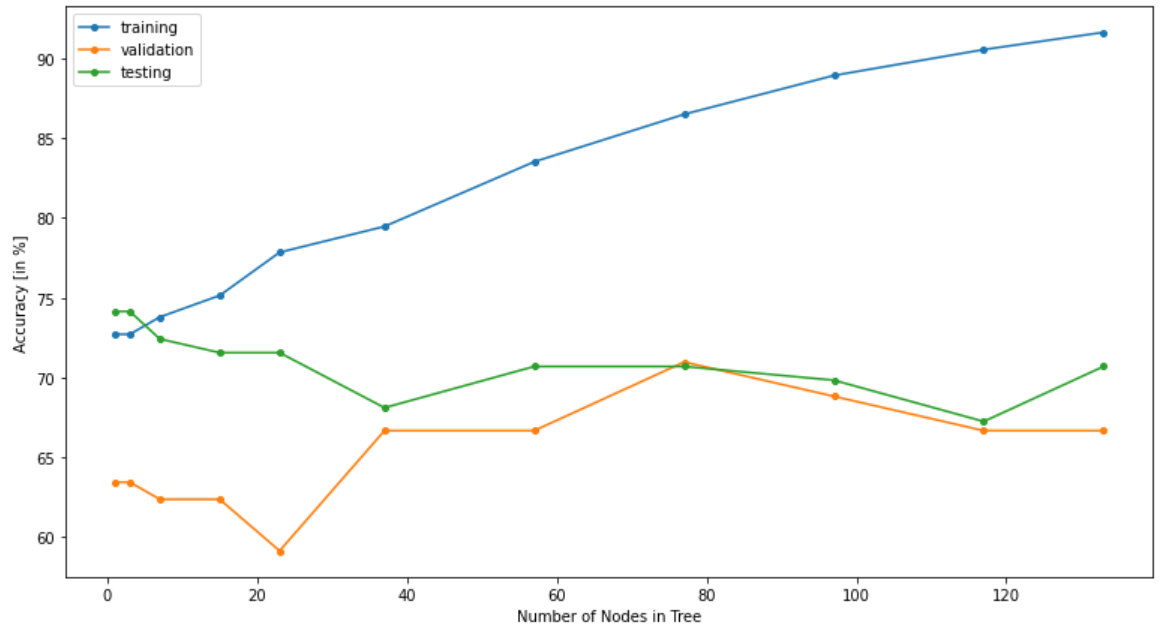 training
validation
testing
90
85
80
75
70
65
60
Accuracy [in %]
0 20 40 60 80 100 120
Number of Nodes in Tree